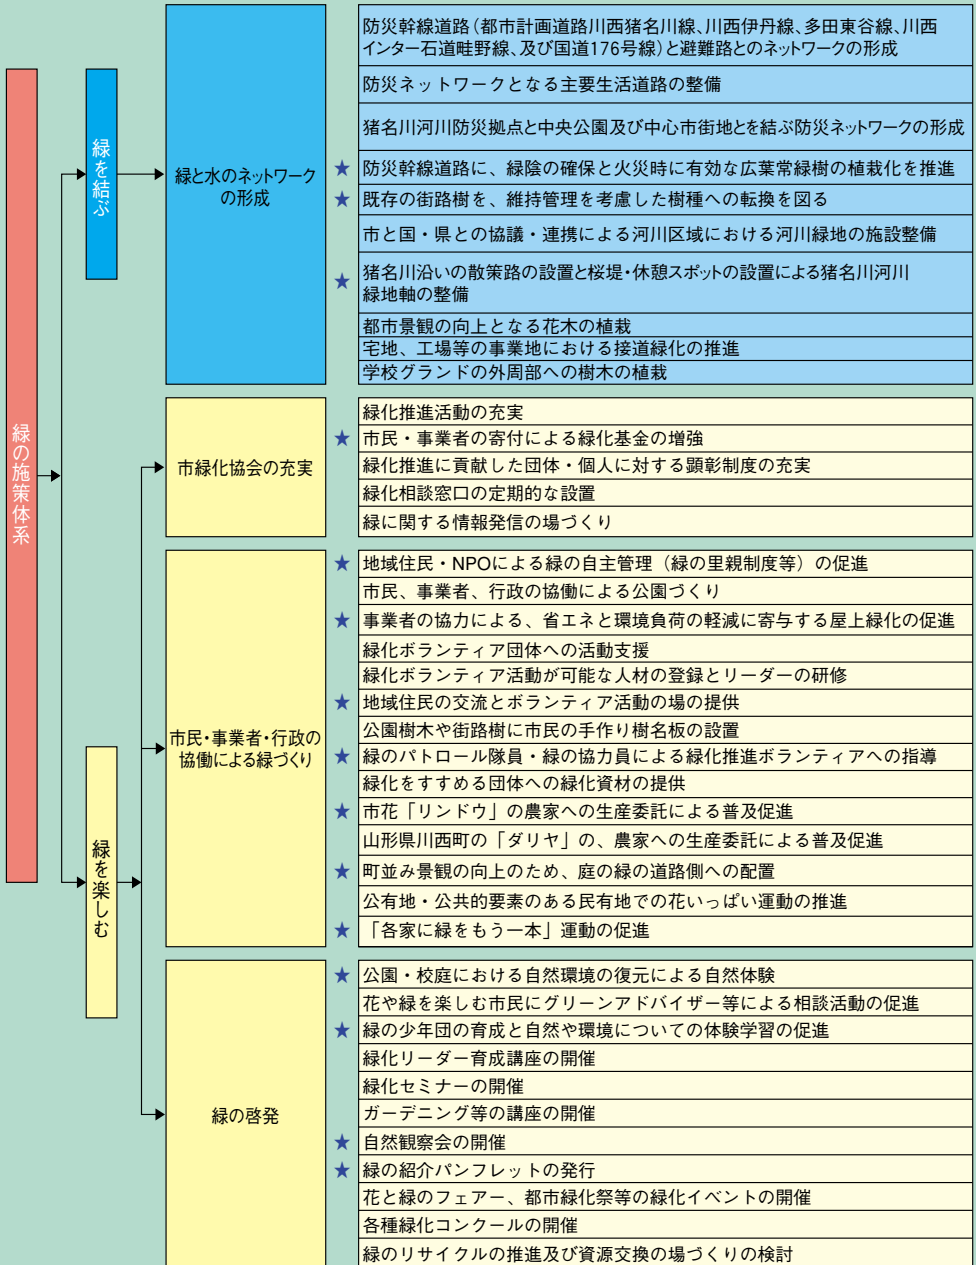 緑の施策体系
緑を結ぶ
緑と水のネットワーク
の形成
防災幹線道路(都市計画道路川西猪名川線、川西伊丹線、多田東谷線、川西
インター石道畦野線、及び国道176号線)と避難路とのネットワークの形成
防災ネットワークとなる主要生活道路の整備
猪名川河川防災拠点と中央公園及び中心市街地とを結ぶ防災ネットワークの形成
★ 防災幹線道路に、緑陰の確保と火災時に有効な広葉常緑樹の植栽化を推進
★ 既存の街路樹を、維持管理を考慮した樹種への転換を図る
市と国・県との協議・連携による河川区域における河川緑地の施設整備
★ 猪名川沿いの散策路の設置と桜堤・休憩スポットの設置による猪名川河川
緑地軸の整備
都市景観の向上となる花木の植栽
宅地、工場等の事業地における接道緑化の推進
学校グランドの外周部への樹木の植栽
緑を楽しむ
市緑化協会の充実
緑化推進活動の充実
★ 市民・事業者の寄付による緑化基金の増強
緑化推進に貢献した団体・個人に対する顕彰制度の充実
緑化相談窓口の定期的な設置
緑に関する情報発信の場づくり
市民・事業者・行政の
協働による緑づくり
★ 地域住民・NPOによる緑の自主管理(緑の里親制度等)の促進
市民、事業者、行政の協働による公園づくり
★ 事業者の協力による、省エネと環境負荷の軽減に寄与する屋上緑化の促進
緑化ボランティア団体への活動支援
緑化ボランティア活動が可能な人材の登録とリーダーの研修
★ 地域住民の交流とボランティア活動の場の提供
公園樹木や街路樹に市民の手作り樹名板の設置
★ 緑のパトロール隊員・緑の協力員による緑化推進ボランティアへの指導
緑化をすすめる団体への緑化資材の提供
★ 市花「リンドウ」の農家への生産委託による普及促進
山形県川西町の「ダリヤ」の、農家への生産委託による普及促進
★ 町並み景観の向上のため、庭の緑の道路側への配置
公有地・公共的要素のある民有地での花いっぱい運動の推進
★ 「各家に緑をもう一本」運動の促進
緑の啓発
★ 公園・校庭における自然環境の復元による自然体験
花や緑を楽しむ市民にグリーンアドバイザー等による相談活動の促進
★ 緑の少年団の育成と自然や環境についての体験学習の促進
緑化リーダー育成講座の開催
緑化セミナーの開催
ガーデニング等の講座の開催
★ 自然観察会の開催
★ 緑の紹介パンフレットの発行
花と緑のフェアー、都市緑化祭等の緑化イベントの開催
各種緑化コンクールの開催
緑のリサイクルの推進及び資源交換の場づくりの検討